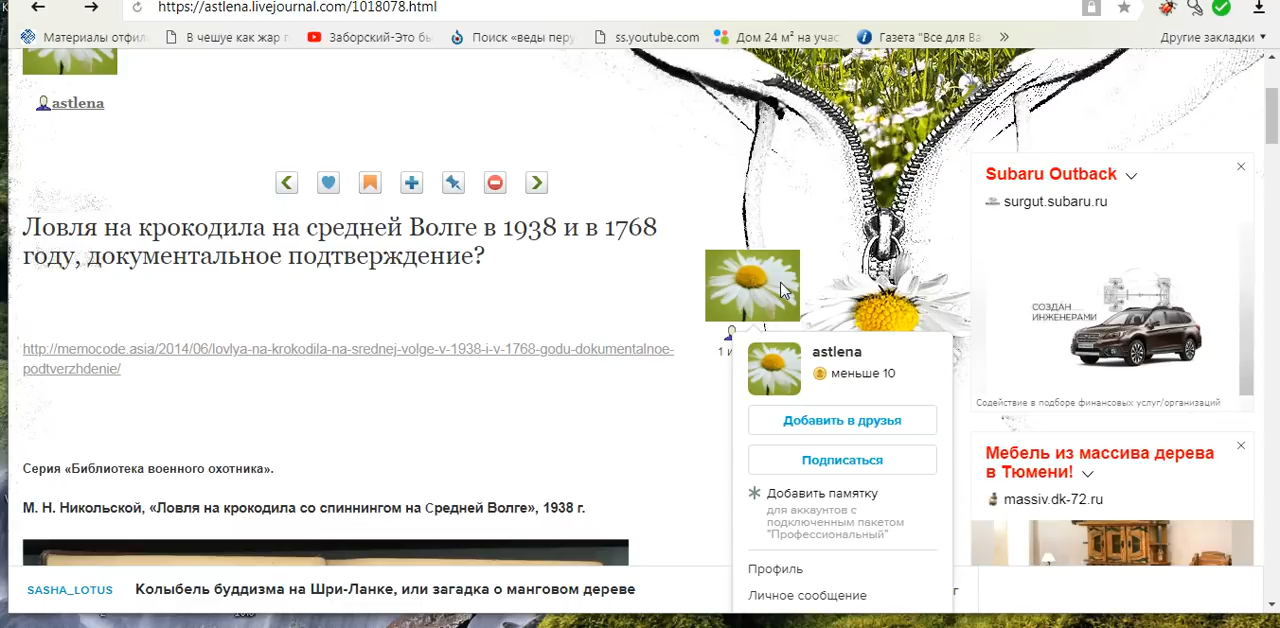 https://astlena.livejournal.com/1018078.html
Материалы отфил
В чешуе как жар г
Заборский-Это бы
Поиск «веды перу
ss.youtube.com
Дом 24 м² на учас
Газета "Все для Ва
»
Другие закладки
astlena
Ловля на крокодила на средней Волге в 1938 и в 1768
году, документальное подтверждение?
http://memocode.asia/2014/06/lovlya-na-krokodila-na-srednej-volge-v-1938-i-v-1768-godu-dokumentalnoe-
podtverzhdenie/
Серия «Библиотека военного охотника».
М. Н. Никольской, «Ловля на крокодила со спиннингом на Средней Волге», 1938 г.
astlena
меньше 10
Добавить в друзья
Подписаться
Добавить памятку
для аккаунтов с
подключенным пакетом
"Профессиональный"
Профиль
Личное сообщение
Subaru Outback
surgut.subaru.ru
СОЗДАН
ИНЖЕНЕРАМИ
Содействие в подборе финансовых услуг/организаций
Мебель из массива дерева
в Тюмени!
massiv.dk-72.ru
SASHA_LOTUS Колыбель буддизма на Шри-Ланке, или загадка о манговом дереве